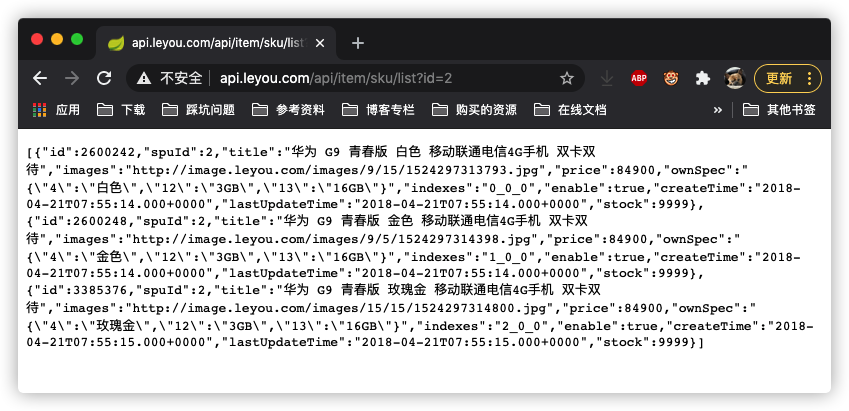 api.leyou.com/api/item/sku/list
不安全 api.leyou.com/api/item/sku/list?id=2
ABP
更新
应用 下载 踩坑问题 参考资料 博客专栏 购买的资源 在线文档 » 其他书签
[{"id":2600242,"spuId":2,"title":"华为 G9 青春版 白色 移动联通电信4G手机 双卡双
待","images":"http://image.leyou.com/images/9/15/1524297313793.jpg","price":84900,"ownSpec":"
{\"4\":\"白色\",\"12\":\"3GB\",\"13\":\"16GB\"}","indexes":"0_0_0","enable":true,"createTime":"2018-
04-21T07:55:14.000+0000","lastUpdateTime":"2018-04-21T07:55:14.000+0000","stock":9999},
{"id":2600248,"spuId":2,"title":"华为 G9 青春版 金色 移动联通电信4G手机 双卡双
待","images":"http://image.leyou.com/images/9/5/1524297314398.jpg","price":84900,"ownSpec":"
{\"4\":\"金色\",\"12\":\"3GB\",\"13\":\"16GB\"}","indexes":"1_0_0","enable":true,"createTime":"2018-
04-21T07:55:14.000+0000","lastUpdateTime":"2018-04-21T07:55:14.000+0000","stock":9999},
{"id":3385376,"spuId":2,"title":"华为 G9 青春版 玫瑰金 移动联通电信4G手机 双卡双
待","images":"http://image.leyou.com/images/15/15/1524297314800.jpg","price":84900,"ownSpec":"
{\"4\":\"玫瑰金\",\"12\":\"3GB\",\"13\":\"16GB\"}","indexes":"2_0_0","enable":true,"createTime":"2018-
04-21T07:55:15.000+0000","lastUpdateTime":"2018-04-21T07:55:15.000+0000","stock":9999}]